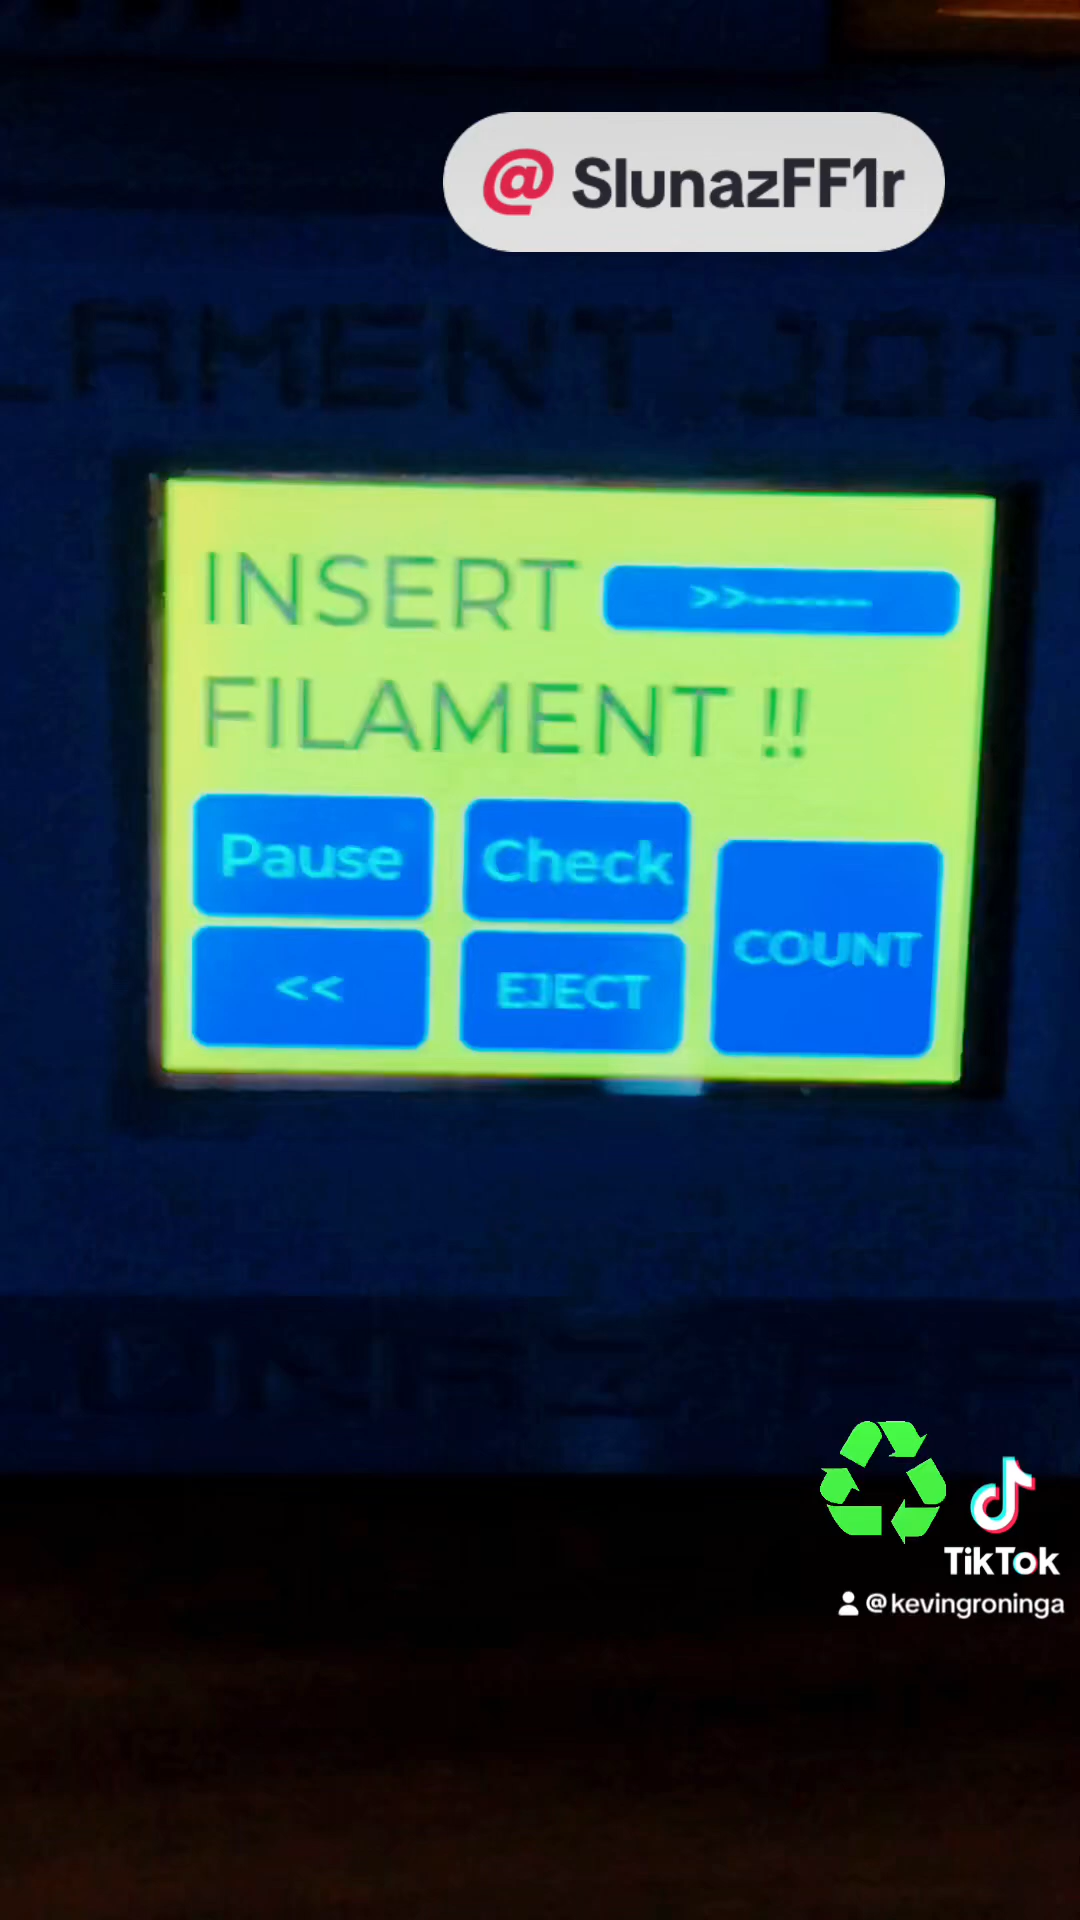 @ SlunazFF1r
LAMENT JOI
INSERT >>------
FILAMENT !!
Pause Check
COUNT
<< EJECT
TikTok
@kevingroninga